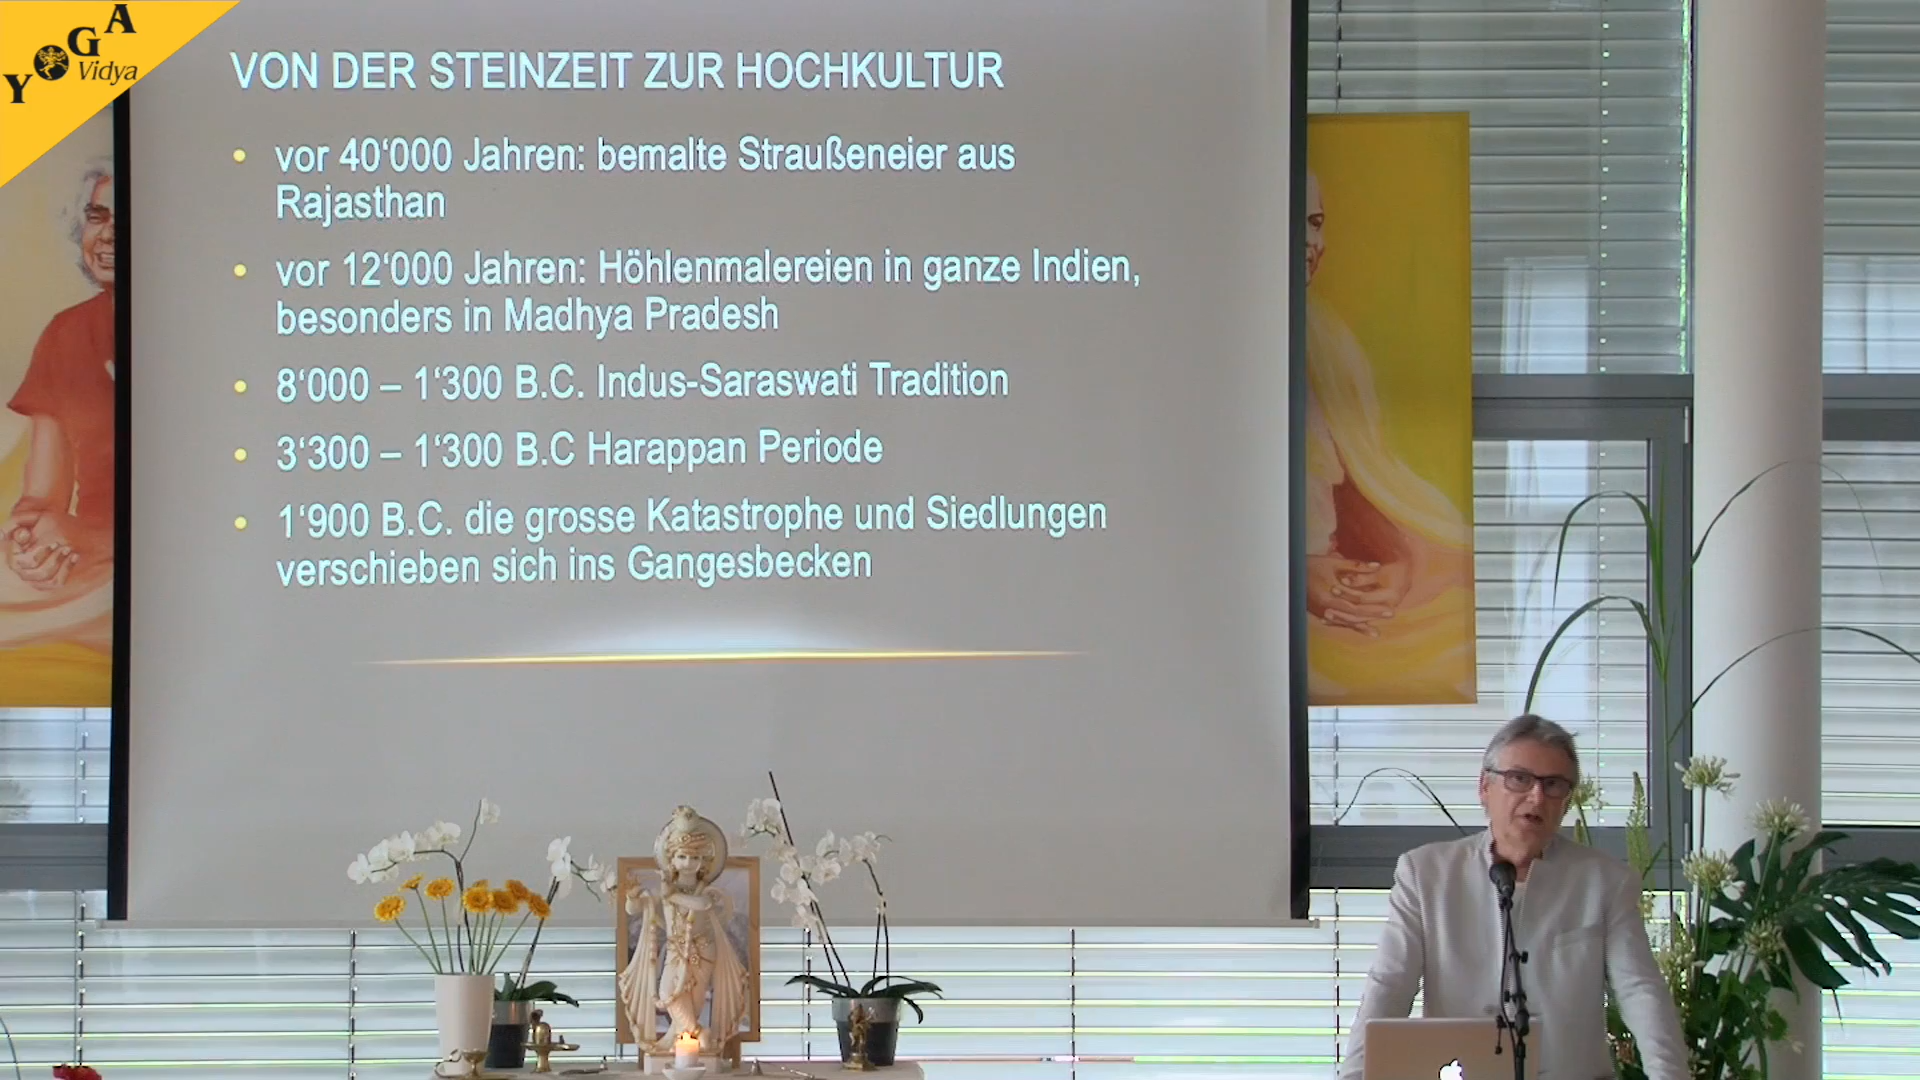 YOGA
Vidya
VON DER STEINZEIT ZUR HOCHKULTUR
• vor 40‘000 Jahren: bemalte Straußeneier aus
Rajasthan
• vor 12‘000 Jahren: Höhlenmalereien in ganze Indien,
besonders in Madhya Pradesh
• 8‘000 – 1‘300 B.C. Indus-Saraswati Tradition
• 3‘300 – 1‘300 B.C Harappan Periode
• 1‘900 B.C. die grosse Katastrophe und Siedlungen
verschieben sich ins Gangesbecken